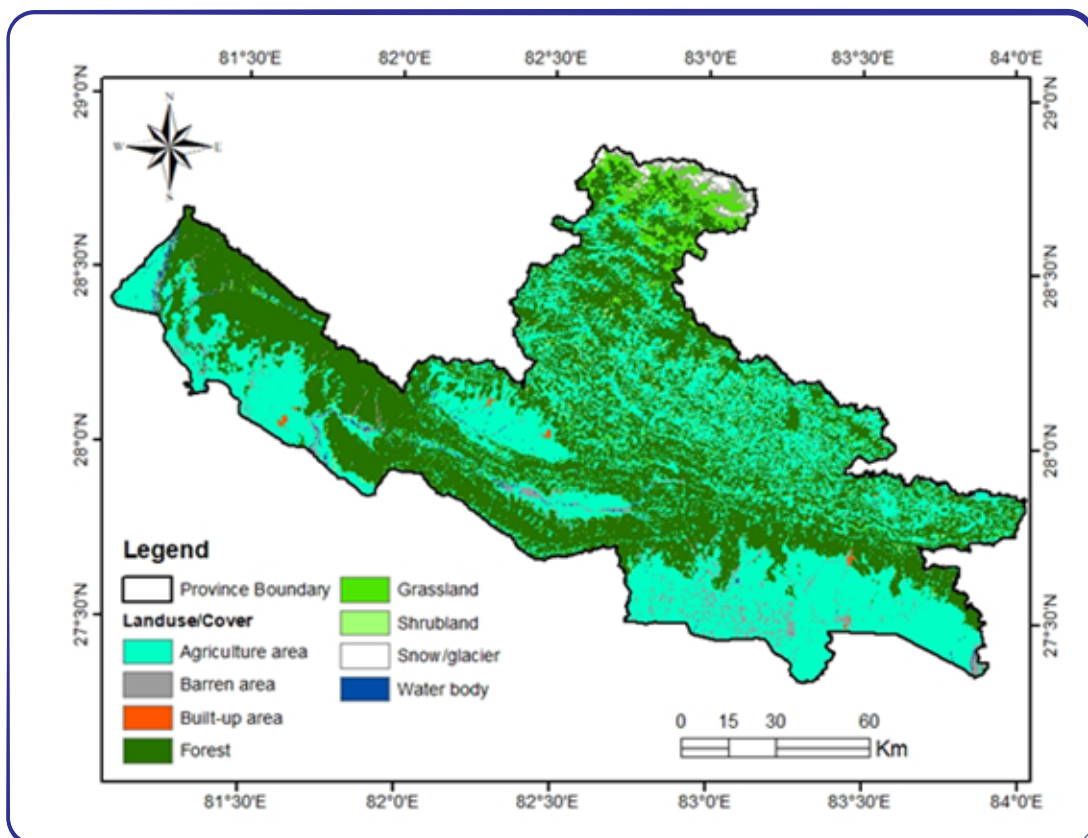 81°30'E 82°0'E 82°30'E 83°0'E 83°30'E 84°0'E
29°0'N
29°0'N
N
W E
S
28°30'N
28°30'N
28°0'N
28°0'N
27°30'N
27°30'N
Legend
Province Boundary
Landuse/Cover
Agriculture area
Barren area
Built-up area
Forest
Grassland
Shrubland
Snow/glacier
Water body
0 15 30 60
Km
81°30'E 82°0'E 82°30'E 83°0'E 83°30'E 84°0'E